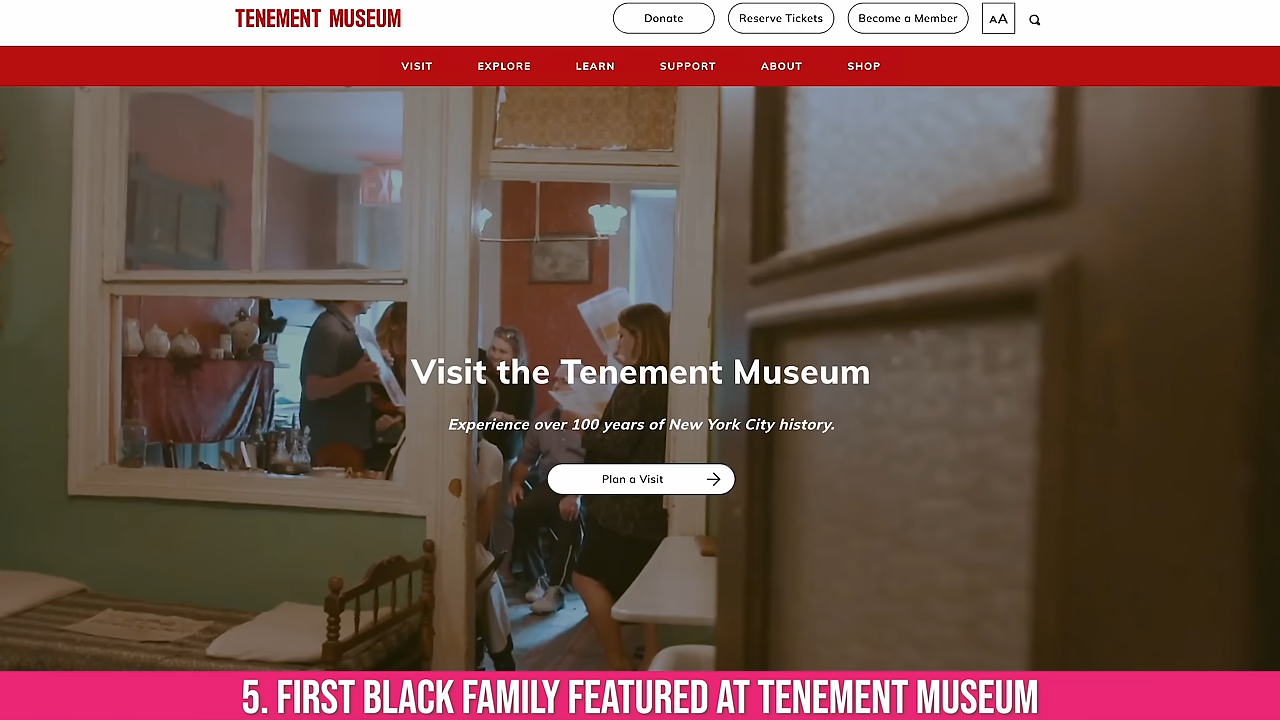 TENEMENT MUSEUM
Donate
Reserve Tickets
Become a Member
AA
VISIT EXPLORE LEARN SUPPORT ABOUT SHOP
EXI
Visit the Tenement Museum
Experience over 100 years of New York City history.
Plan a Visit
5. FIRST BLACK FAMILY FEATURED AT TENEMENT MUSEUM